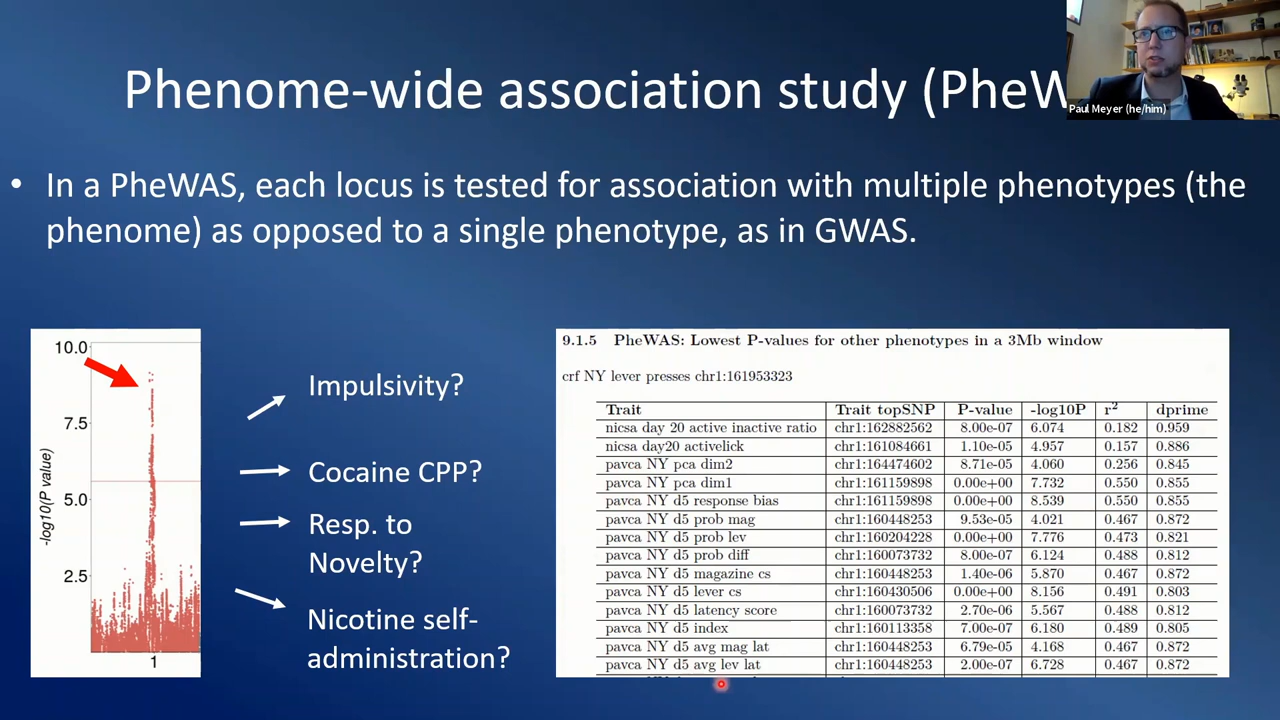 Phenome-wide association study (PheW
Paul Meyer (he/him)
• In a PheWAS, each locus is tested for association with multiple phenotypes (the
phenome) as opposed to a single phenotype, as in GWAS.
10.0
7.5
5.0
2.5
-log10(P value)
1
Impulsivity?
Cocaine CPP?
Resp. to
Novelty?
Nicotine self-
administration?
9.1.5 PheWAS: Lowest P-values for other phenotypes in a 3Mb window
crf NY lever presses chr1:161953323
Trait Trait topSNP P-value -log10P r² dprime
nicsa day 20 active inactive ratio chr1:162882562 8.00e-07 6.074 0.182 0.959
nicsa day20 activelick chr1:161084661 1.10e-05 4.957 0.157 0.886
pavca NY pca dim2 chr1:164474602 8.71e-05 4.060 0.256 0.845
pavca NY pca dim1 chr1:161159898 0.00e+00 7.732 0.550 0.855
pavca NY d5 response bias chr1:161159898 0.00e+00 8.539 0.550 0.855
pavca NY d5 prob mag chr1:160448253 9.53e-05 4.021 0.467 0.872
pavca NY d5 prob lev chr1:160204228 0.00e+00 7.776 0.473 0.821
pavca NY d5 prob diff chr1:160073732 8.00e-07 6.124 0.488 0.812
pavca NY d5 magazine cs chr1:160448253 1.40e-06 5.870 0.467 0.872
pavca NY d5 lever cs chr1:160430506 0.00e+00 8.156 0.491 0.803
pavca NY d5 latency score chr1:160073732 2.70e-06 5.567 0.488 0.812
pavca NY d5 index chr1:160113358 7.00e-07 6.180 0.489 0.805
pavca NY d5 avg mag lat chr1:160448253 6.79e-05 4.168 0.467 0.872
pavca NY d5 avg lev lat chr1:160448253 2.00e-07 6.728 0.467 0.872